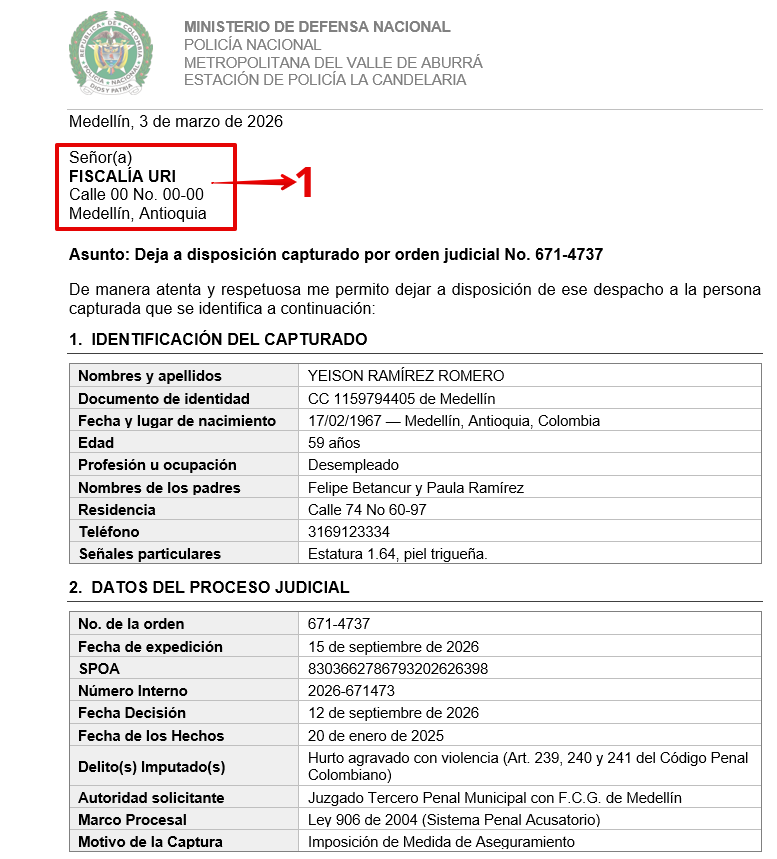 MINISTERIO DE DEFENSA NACIONAL
POLICÍA NACIONAL
METROPOLITANA DEL VALLE DE ABURRÁ
ESTACIÓN DE POLICÍA LA CANDELARIA
REPÚBLICA DE COLOMBIA
POLICÍA NACIONAL
DIOS Y PATRIA
Medellín, 3 de marzo de 2026
Señor(a)
FISCALÍA URI
Calle 00 No. 00-00
Medellín, Antioquia
1
Asunto: Deja a disposición capturado por orden judicial No. 671-4737
De manera atenta y respetuosa me permito dejar a disposición de ese despacho a la persona
capturada que se identifica a continuación:
1. IDENTIFICACIÓN DEL CAPTURADO
Nombres y apellidos YEISON RAMÍREZ ROMERO
Documento de identidad CC 1159794405 de Medellín
Fecha y lugar de nacimiento 17/02/1967 — Medellín, Antioquia, Colombia
Edad 59 años
Profesión u ocupación Desempleado
Nombres de los padres Felipe Betancur y Paula Ramírez
Residencia Calle 74 No 60-97
Teléfono 3169123334
Señales particulares Estatura 1.64, piel trigueña.
2. DATOS DEL PROCESO JUDICIAL
No. de la orden 671-4737
Fecha de expedición 15 de septiembre de 2026
SPOA 8303662786793202626398
Número Interno 2026-671473
Fecha Decisión 12 de septiembre de 2026
Fecha de los Hechos 20 de enero de 2025
Delito(s) Imputado(s) Hurto agravado con violencia (Art. 239, 240 y 241 del Código Penal
Colombiano)
Autoridad solicitante Juzgado Tercero Penal Municipal con F.C.G. de Medellín
Marco Procesal Ley 906 de 2004 (Sistema Penal Acusatorio)
Motivo de la Captura Imposición de Medida de Aseguramiento